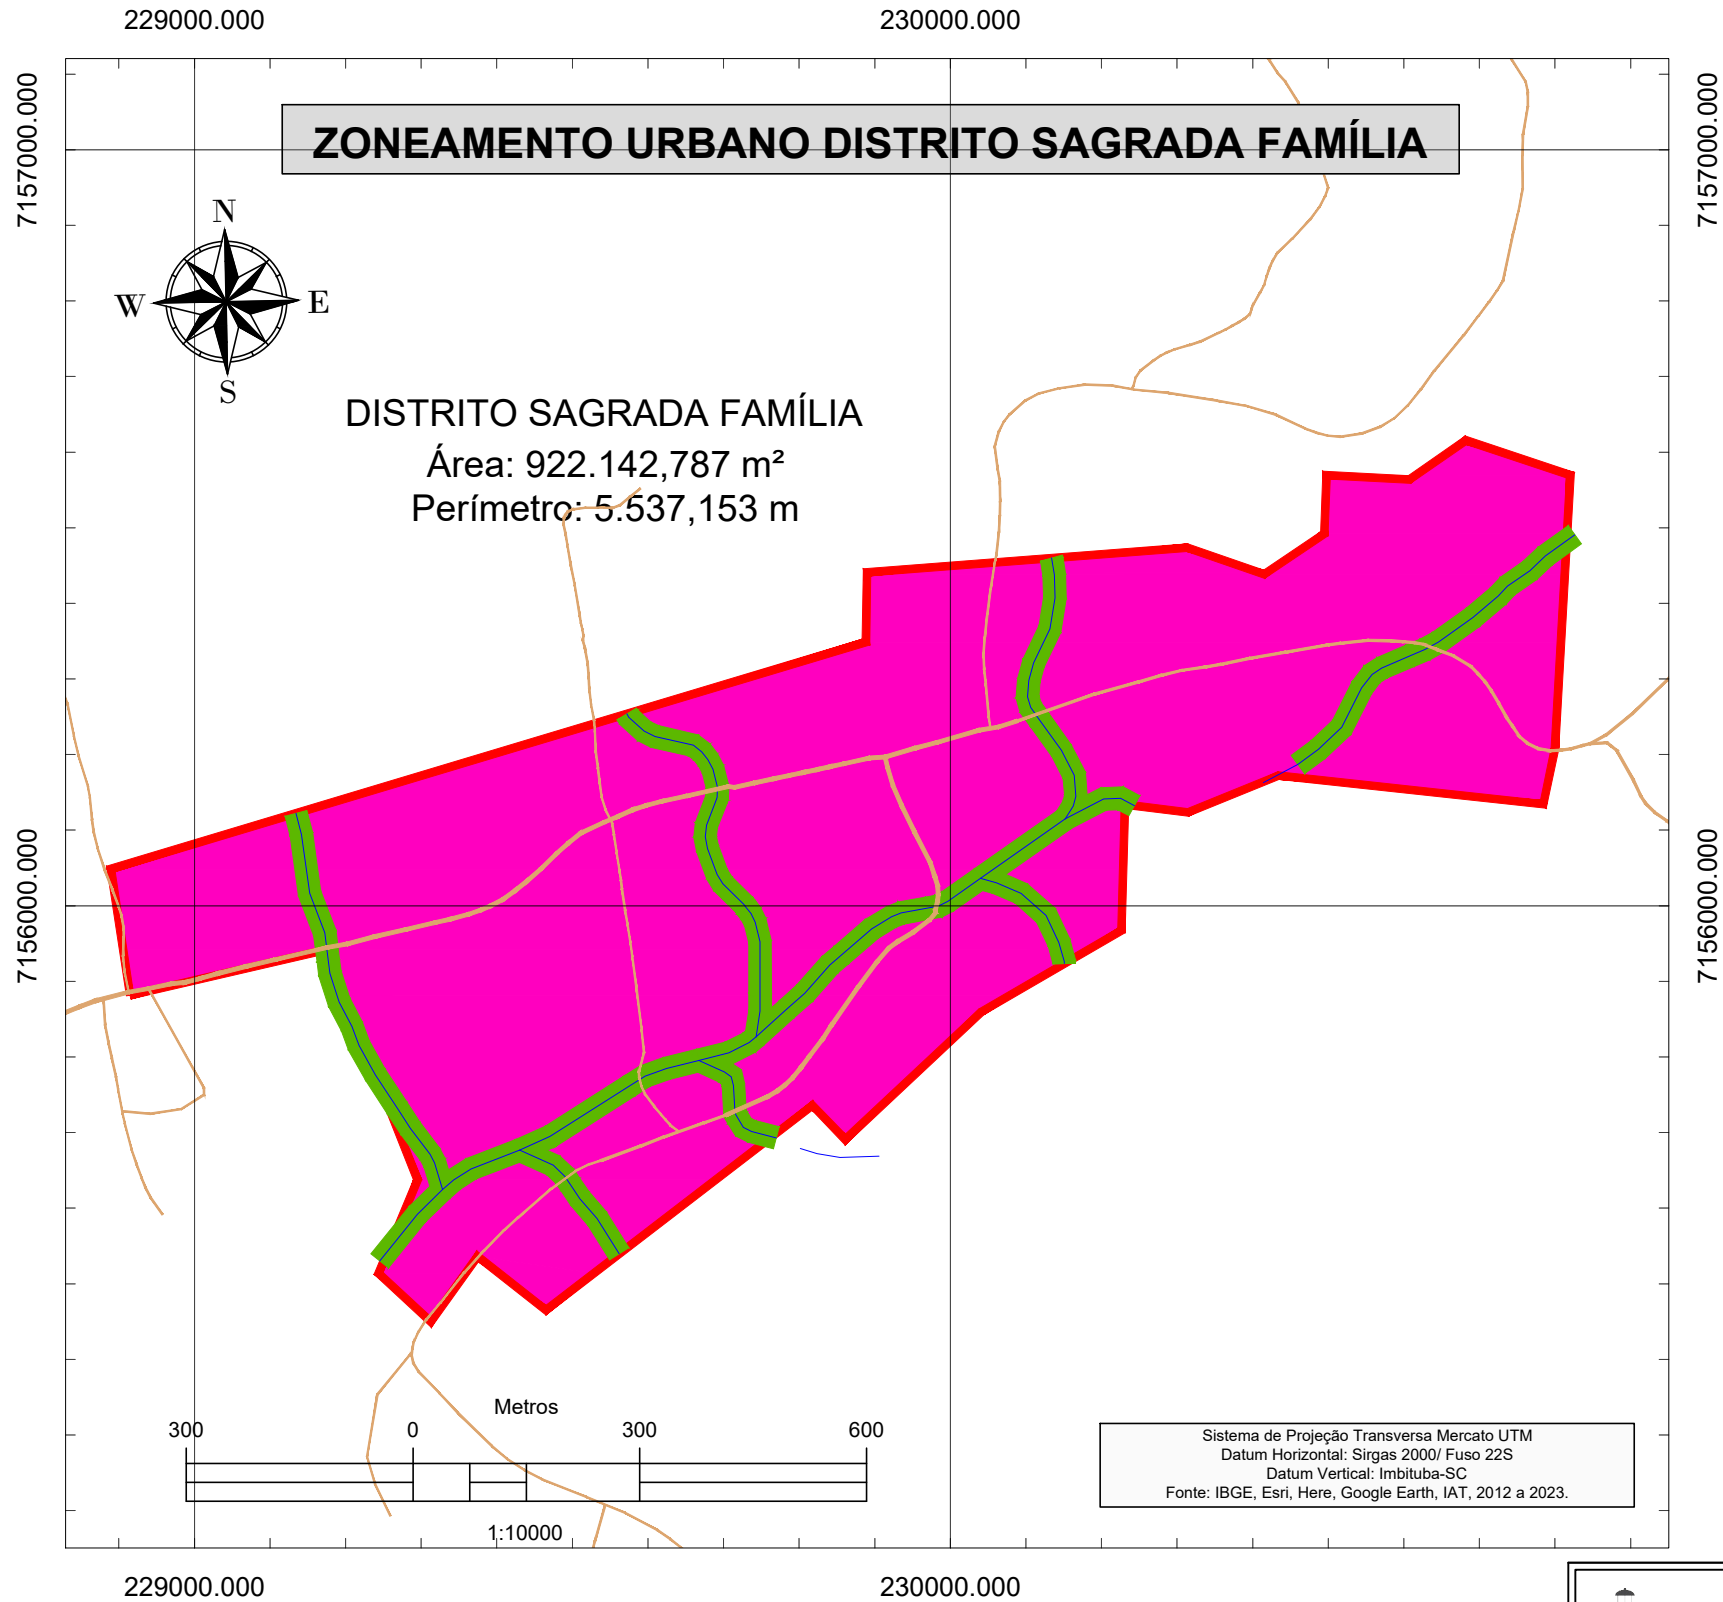 229000.000
230000.000
7157000.000
7157000.000
ZONEAMENTO URBANO DISTRITO SAGRADA FAMÍLIA
N
W
E
S
DISTRITO SAGRADA FAMÍLIA
Área: 922.142,787 m²
Perímetro: 5.537,153 m
7156000.000
7156000.000
Metros
300
0
300
600
1:10000
Sistema de Projeção Transversa Mercato UTM
Datum Horizontal: Sirgas 2000/ Fuso 22S
Datum Vertical: Imbituba-SC
Fonte: IBGE, Esri, Here, Google Earth, IAT, 2012 a 2023.
229000.000
230000.000